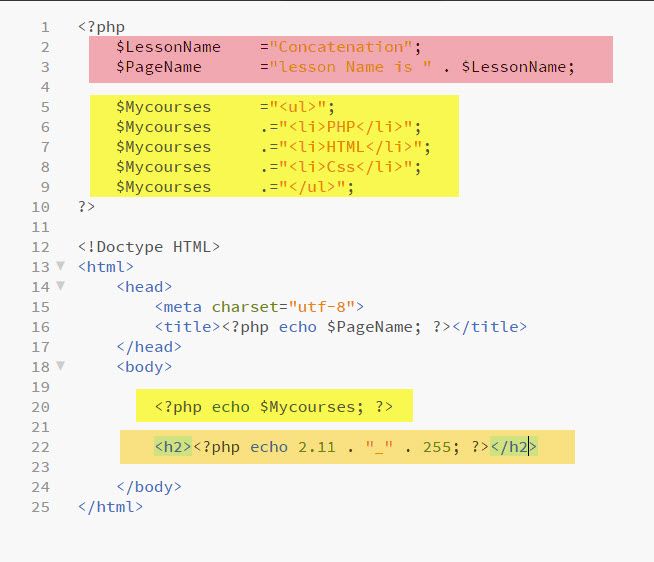 1 <?php
2 $LessonName ="Concatenation";
3 $PageName ="lesson Name is " . $LessonName;
4
5 $Mycourses ="<ul>";
6 $Mycourses .="<li>PHP</li>";
7 $Mycourses .="<li>HTML</li>";
8 $Mycourses .="<li>Css</li>";
9 $Mycourses .="</ul>";
10 ?>
11
12 <!Doctype HTML>
13 <html>
14 <head>
15 <meta charset="utf-8">
16 <title><?php echo $PageName; ?></title>
17 </head>
18 <body>
19
20 <?php echo $Mycourses; ?>
21
22 <h2><?php echo 2.11 . "_" . 255; ?></h2>
23
24 </body>
25 </html>